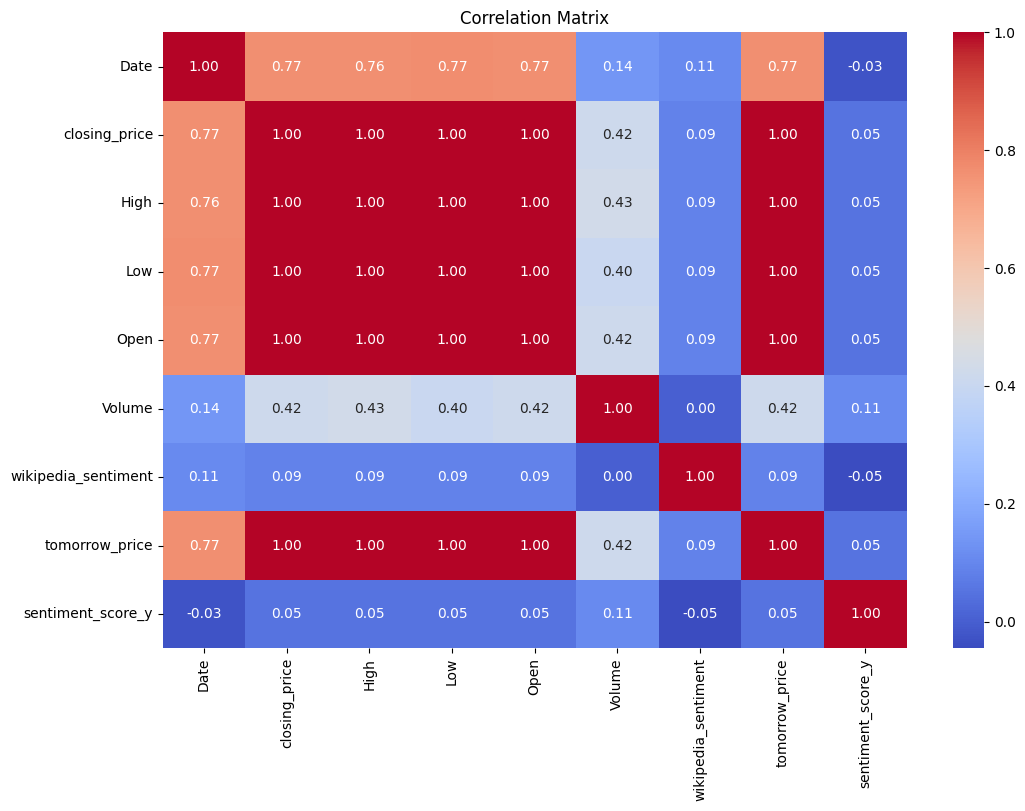 Correlation Matrix
Date 1.00 0.77 0.76 0.77 0.77 0.14 0.11 0.77 -0.03
closing_price 0.77 1.00 1.00 1.00 1.00 0.42 0.09 1.00 0.05
High 0.76 1.00 1.00 1.00 1.00 0.43 0.09 1.00 0.05
Low 0.77 1.00 1.00 1.00 1.00 0.40 0.09 1.00 0.05
Open 0.77 1.00 1.00 1.00 1.00 0.42 0.09 1.00 0.05
Volume 0.14 0.42 0.43 0.40 0.42 1.00 0.00 0.42 0.11
wikipedia_sentiment 0.11 0.09 0.09 0.09 0.09 0.00 1.00 0.09 -0.05
tomorrow_price 0.77 1.00 1.00 1.00 1.00 0.42 0.09 1.00 0.05
sentiment_score_y -0.03 0.05 0.05 0.05 0.05 0.11 -0.05 0.05 1.00
Date
closing_price
High
Low
Open
Volume
wikipedia_sentiment
tomorrow_price
sentiment_score_y
1.0
0.8
0.6
0.4
0.2
0.0